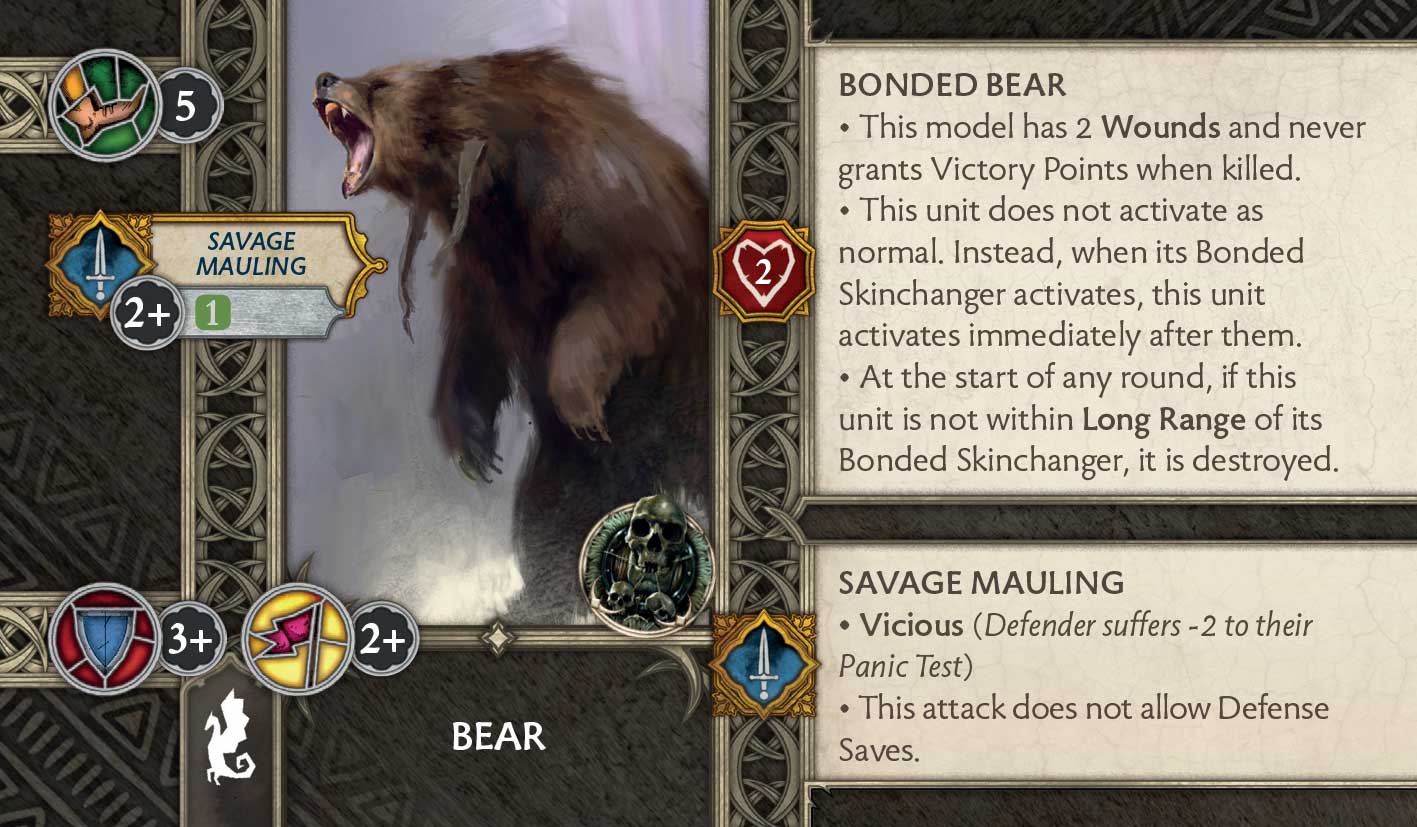 5
SAVAGE
MAULING
2+
1
3+
2+
BEAR
2
BONDED BEAR
• This model has 2 Wounds and never
grants Victory Points when killed.
• This unit does not activate as
normal. Instead, when its Bonded
Skinchanger activates, this unit
activates immediately after them.
• At the start of any round, if this
unit is not within Long Range of its
Bonded Skinchanger, it is destroyed.
SAVAGE MAULING
• Vicious (Defender suffers -2 to their
Panic Test)
• This attack does not allow Defense
Saves.